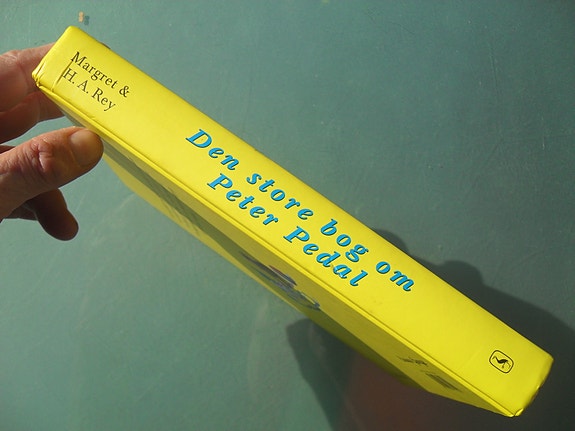 Margret &
H. A. Rey
Den store bog om
Peter Pedal